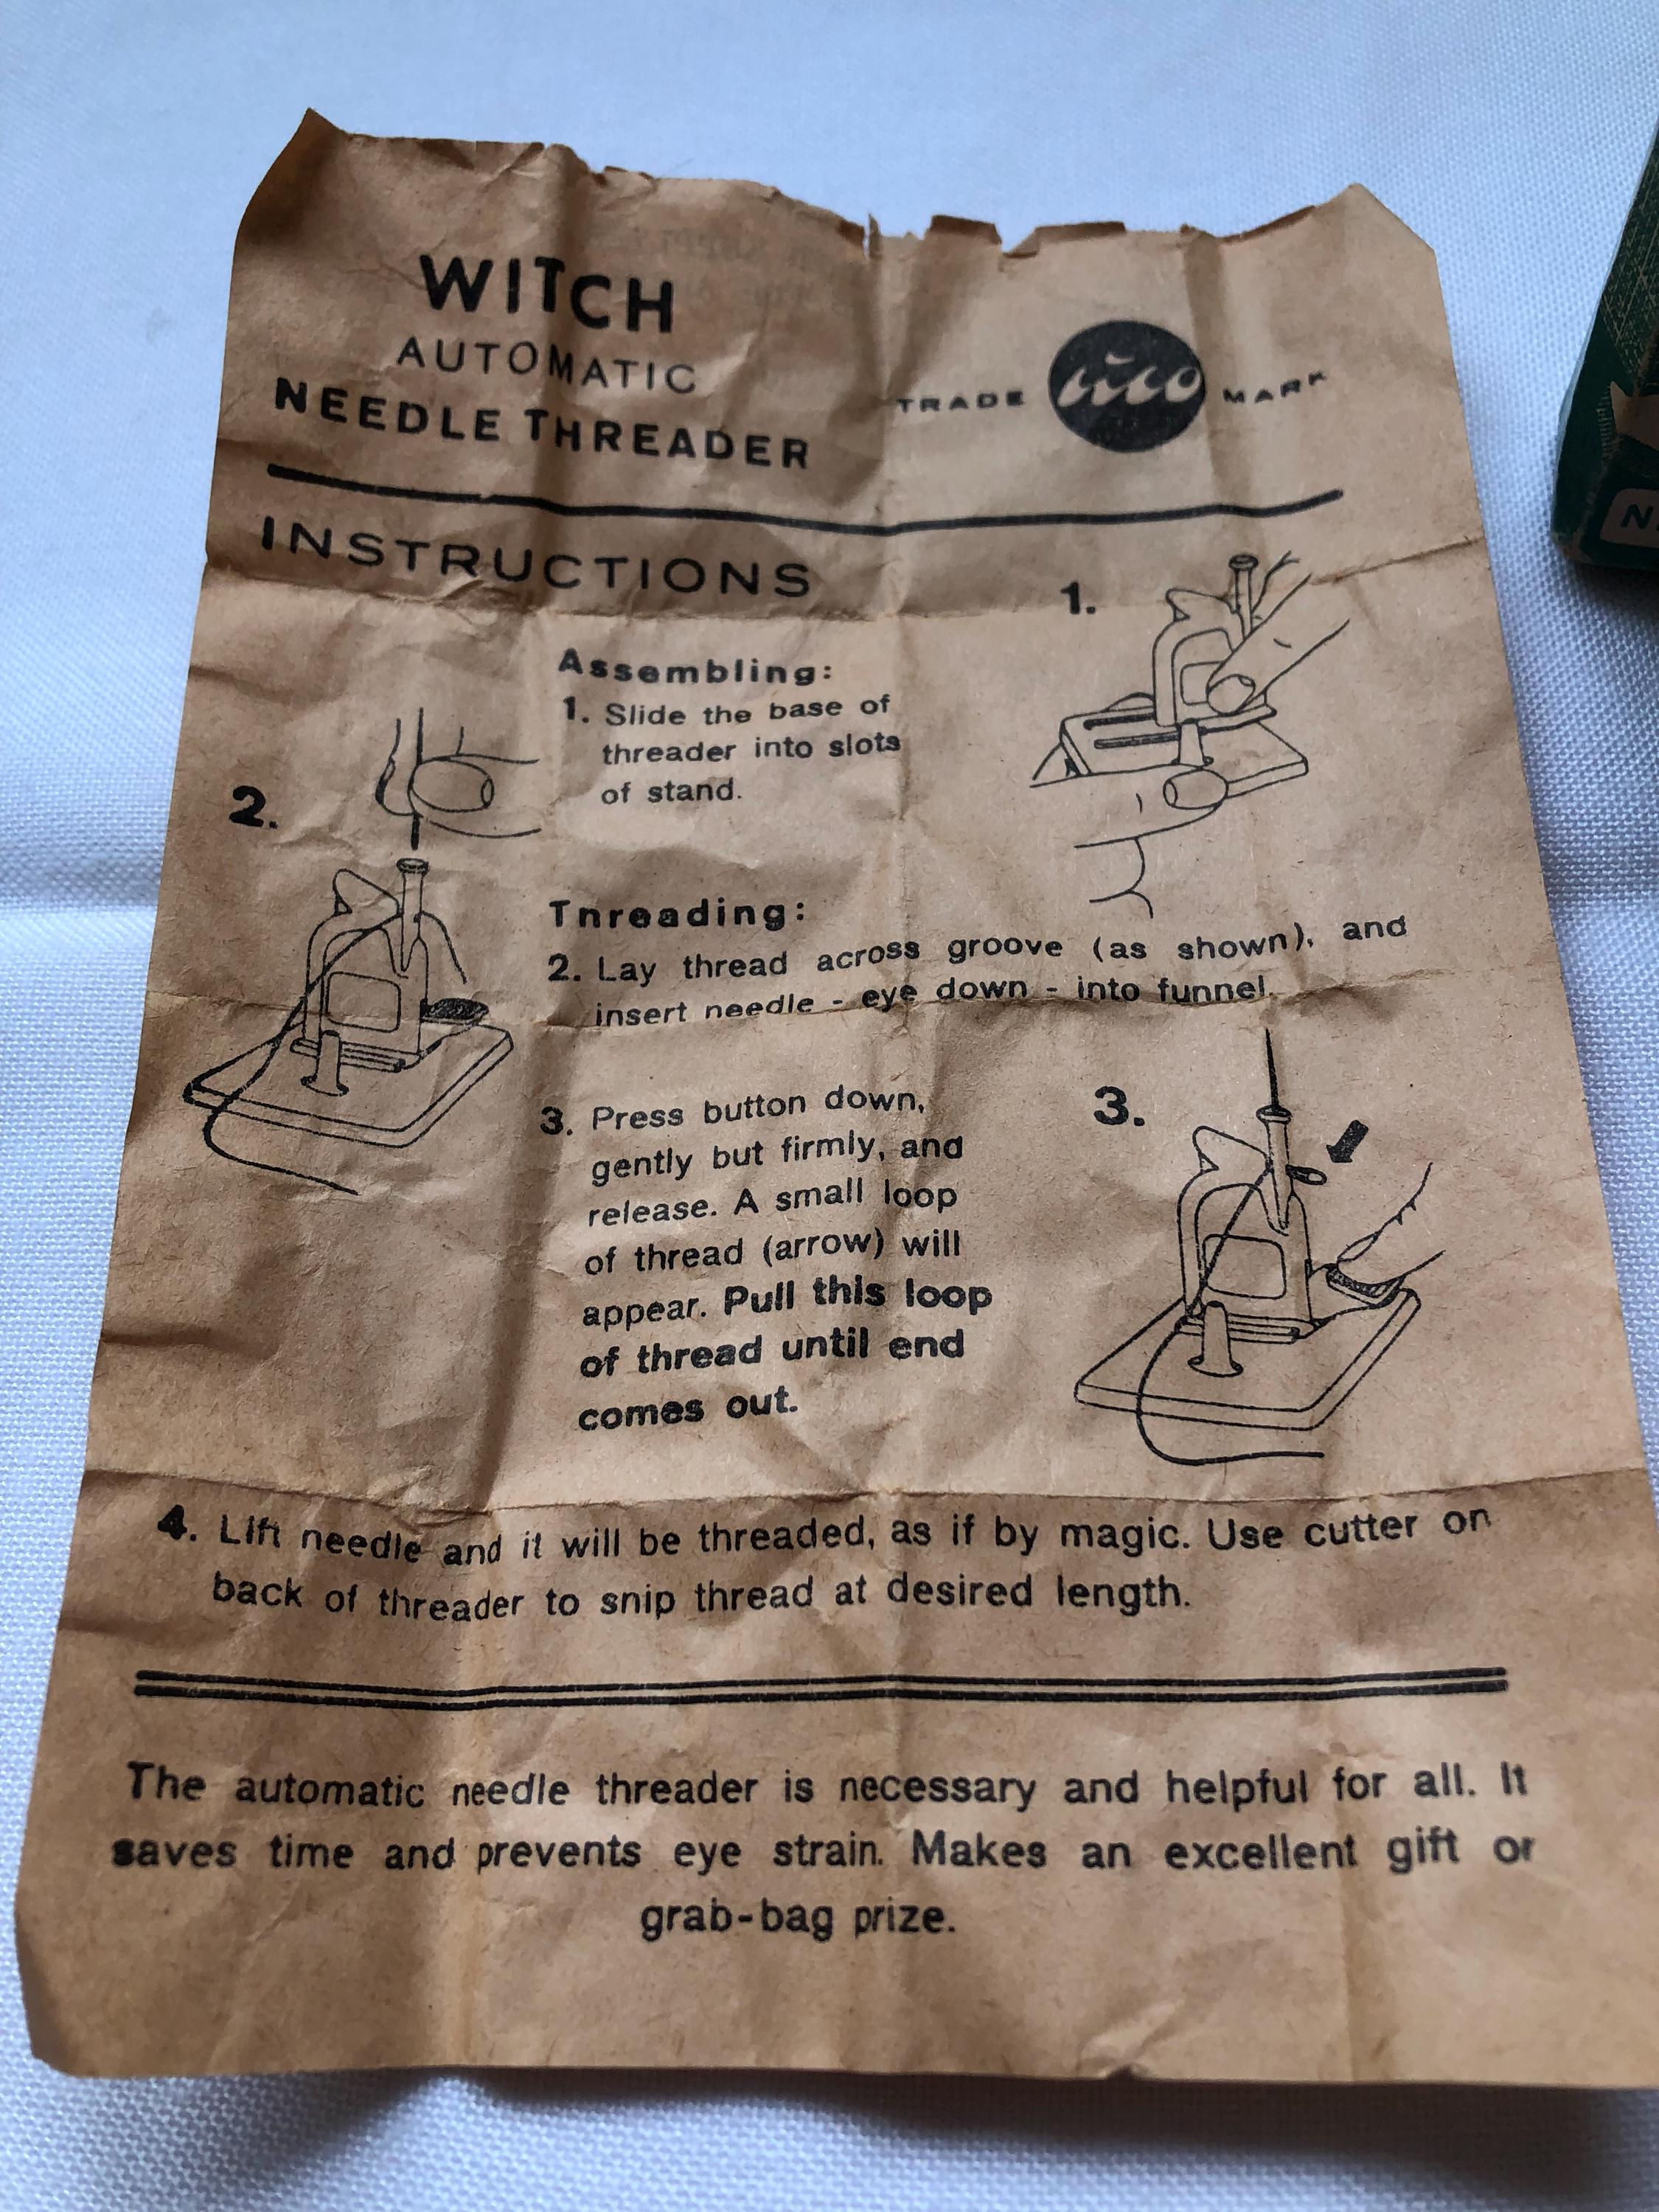 WITCH
AUTOMATIC
NEEDLE THREADER
TRADE MARK
INSTRUCTIONS
1.
Assembling:
1. Slide the base of
threader into slots
of stand.
2.
Tnreading:
2. Lay thread across groove (as shown), and
insert needle - eye down - into funnel.
3. Press button down,
gently but firmly, and
release. A small loop
of thread (arrow) will
appear. Pull this loop
of thread until end
comes out.
3.
4. Lift needle and it will be threaded, as if by magic. Use cutter on
back of threader to snip thread at desired length.
The automatic needle threader is necessary and helpful for all. It
saves time and prevents eye strain. Makes an excellent gift or
grab-bag prize.